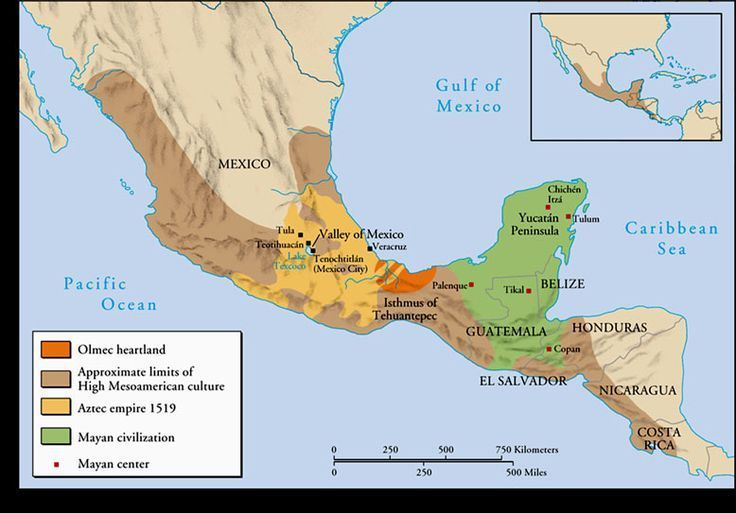 Gulf of
Mexico
MEXICO
Chichén
Itzá
Yucatán
Peninsula
Tulum
Caribbean
Sea
Tula
Valley of Mexico
Teotihuacán
Lake
Texcoco
Tenochtitlán
(Mexico City)
Veracruz
Pacific
Ocean
Palenque
Tikal
BELIZE
Isthmus of
Tehuantepec
GUATEMALA
HONDURAS
Copan
EL SALVADOR
NICARAGUA
COSTA
RICA
Olmec heartland
Approximate limits of
High Mesoamerican culture
Aztec empire 1519
Mayan civilization
Mayan center
0 250 500 750 Kilometers
0 250 500 Miles